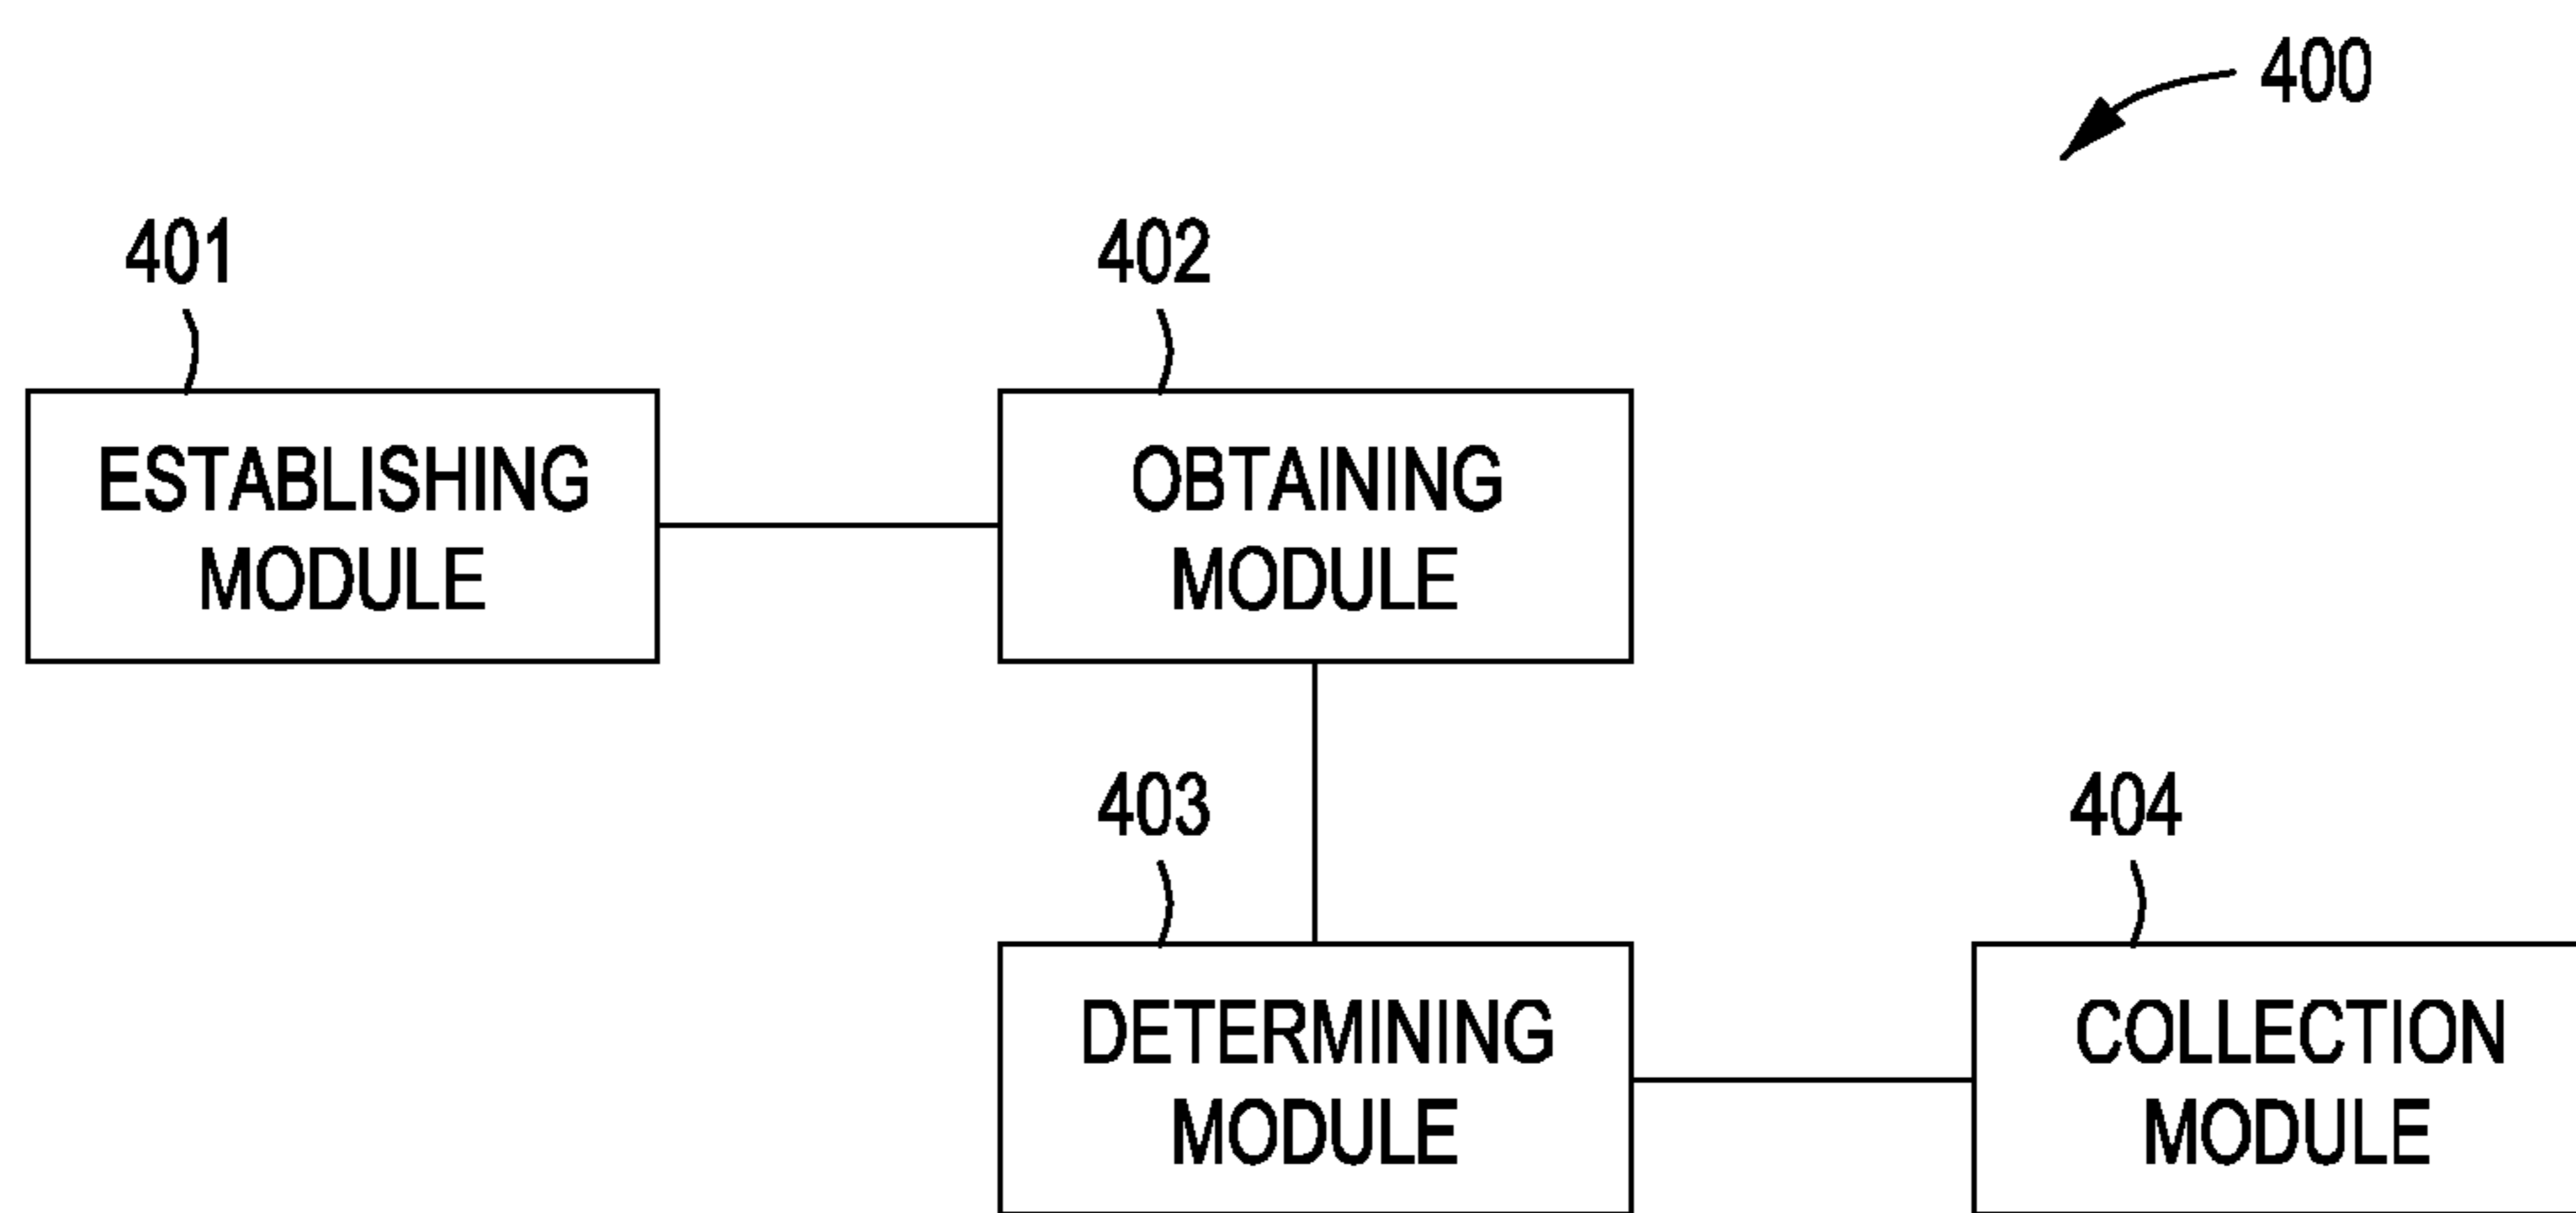 400
401
402
ESTABLISHING
MODULE
OBTAINING
MODULE
403
404
DETERMINING
MODULE
COLLECTION
MODULE